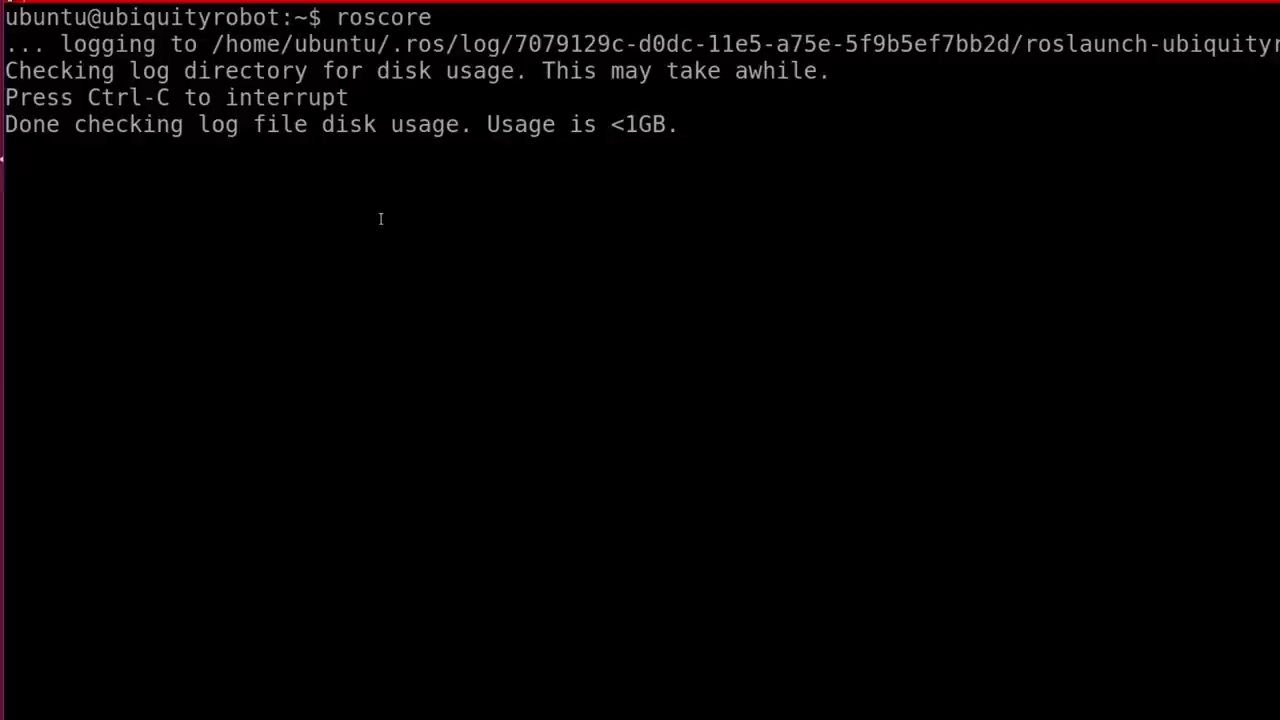 ubuntu@ubiquityrobot:~$ roscore
... logging to /home/ubuntu/.ros/log/7079129c-d0dc-11e5-a75e-5f9b5ef7bb2d/roslaunch-ubiquityr
Checking log directory for disk usage. This may take awhile.
Press Ctrl-C to interrupt
Done checking log file disk usage. Usage is <1GB.